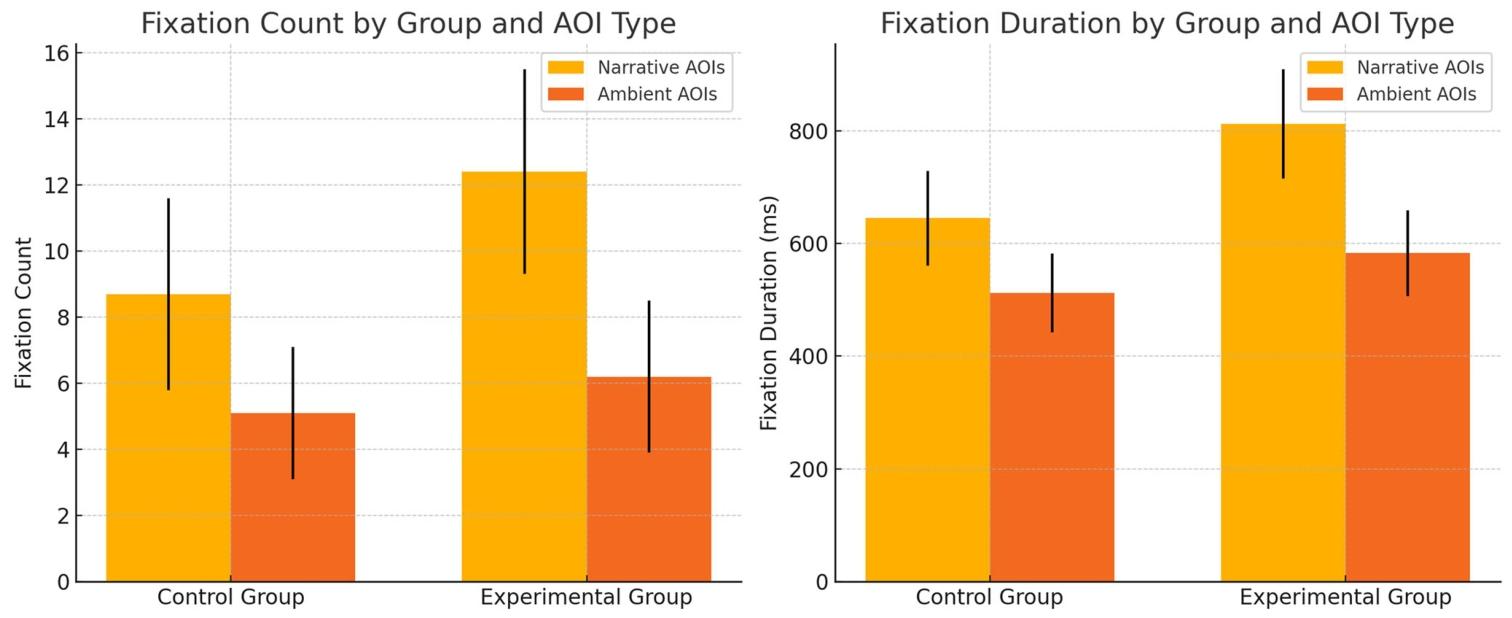 Fixation Count by Group and AOI Type
Fixation Count
16
14
12
10
8
6
4
2
0
Narrative AOIs
Ambient AOIs
Control Group
Experimental Group
Fixation Duration by Group and AOI Type
Fixation Duration (ms)
800
600
400
200
0
Narrative AOIs
Ambient AOIs
Control Group
Experimental Group